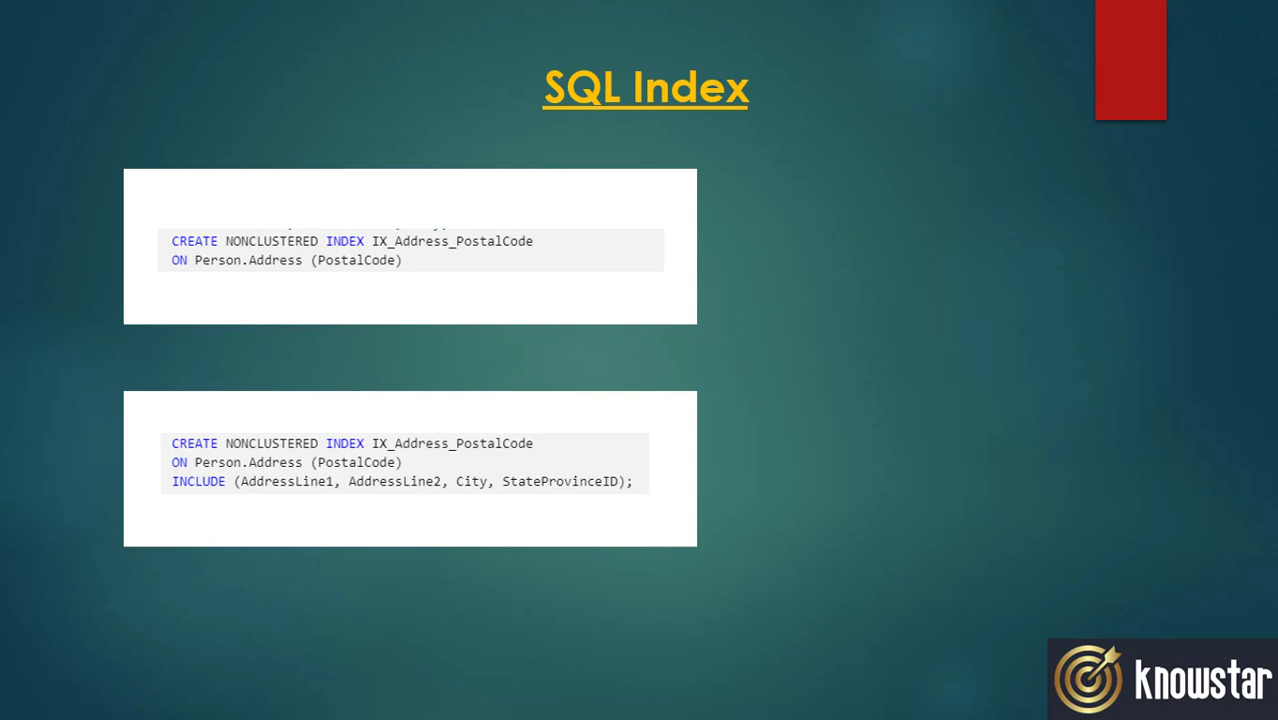 SQL Index
CREATE NONCLUSTERED INDEX IX_Address_PostalCode
ON Person.Address (PostalCode)
CREATE NONCLUSTERED INDEX IX_Address_PostalCode
ON Person.Address (PostalCode)
INCLUDE (AddressLine1, AddressLine2, City, StateProvinceID);
knowstar